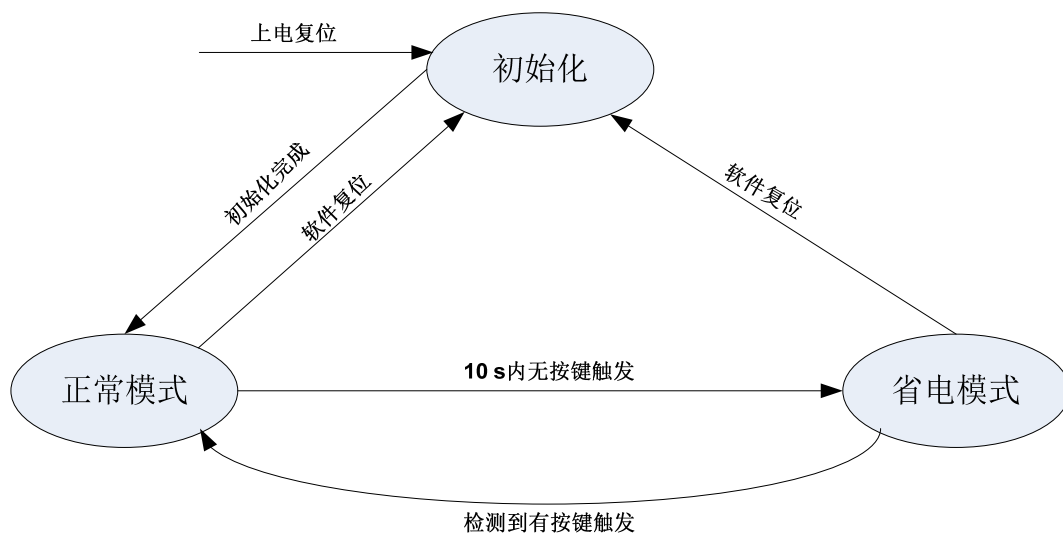 上电复位
初始化
初始化完成
软件复位
软件复位
正常模式
10 s内无按键触发
省电模式
检测到有按键触发